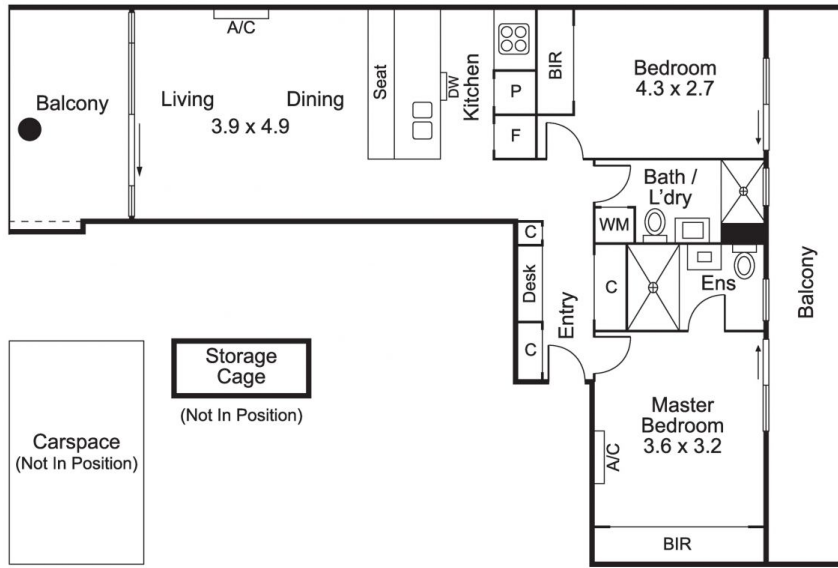 A/C
Balcony
Living
Dining
3.9 x 4.9
Seat
DW
Kitchen
P
F
BIR
Bedroom
4.3 x 2.7
Bath /
L'dry
WM
C
Desk
C
Entry
C
Ens
Balcony
Storage
Cage
(Not In Position)
Carspace
(Not In Position)
Master
Bedroom
3.6 x 3.2
A/C
BIR